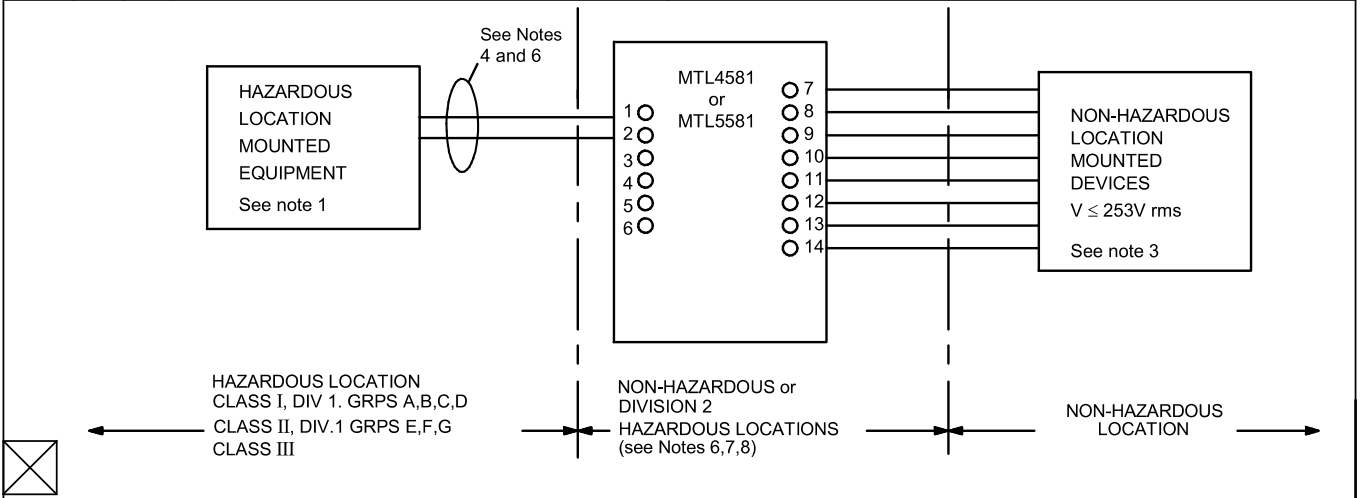 See Notes
4 and 6
HAZARDOUS
LOCATION
MOUNTED
EQUIPMENT
See note 1
MTL4581
or
MTL5581
1
2
3
4
5
6
7
8
9
10
11
12
13
14
NON-HAZARDOUS
LOCATION
MOUNTED
DEVICES
V ≤ 253V rms
See note 3
HAZARDOUS LOCATION
CLASS I, DIV 1. GRPS A,B,C,D
CLASS II, DIV.1 GRPS E,F,G
CLASS III
NON-HAZARDOUS or
DIVISION 2
HAZARDOUS LOCATIONS
(see Notes 6,7,8)
NON-HAZARDOUS
LOCATION